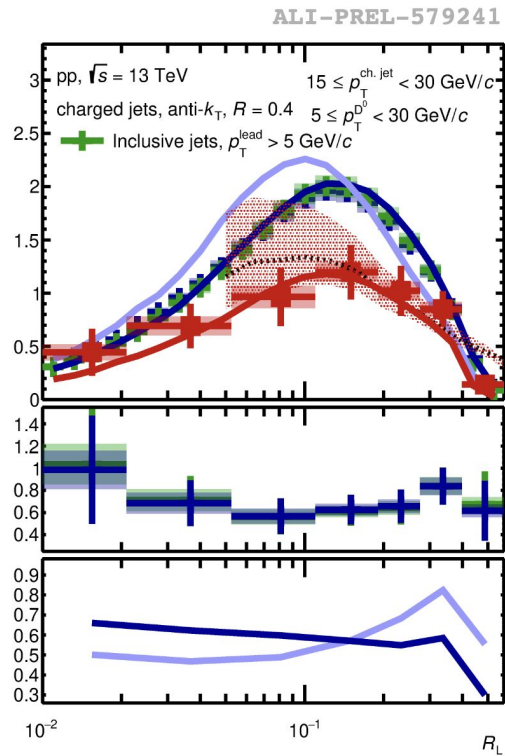 ALI-PREL-579241
pp, √s = 13 TeV
15 ≤ p_T^ch. jet < 30 GeV/c
charged jets, anti-k_T, R = 0.4
5 ≤ p_T^D⁰ < 30 GeV/c
Inclusive jets, p_T^lead > 5 GeV/c
3
2.5
2
1.5
1
0.5
0
1.4
1.2
1
0.8
0.6
0.4
0.9
0.8
0.7
0.6
0.5
0.4
0.3
10⁻² 10⁻¹ R_L